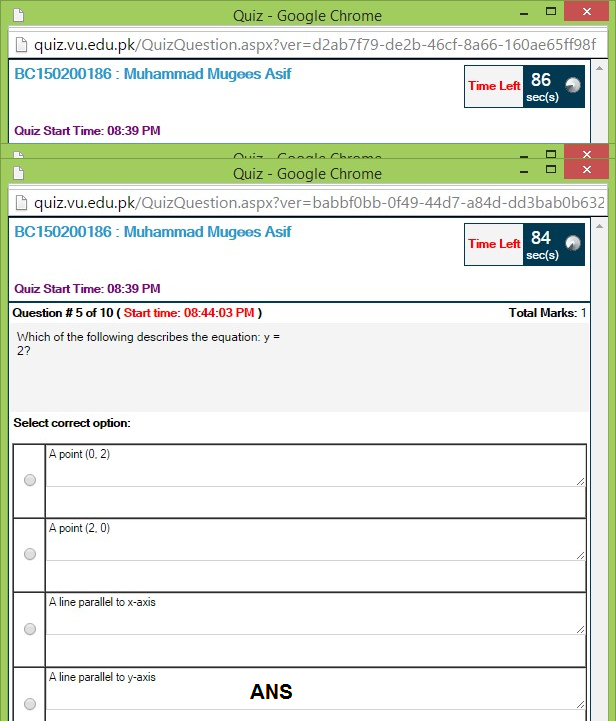 Quiz - Google Chrome
quiz.vu.edu.pk/QuizQuestion.aspx?ver=d2ab7f79-de2b-46cf-8a66-160ae65ff98f
BC150200186 : Muhammad Mugees Asif
Time Left 86
sec(s)
Quiz Start Time: 08:39 PM
Quiz - Google Chrome
Quiz - Google Chrome
quiz.vu.edu.pk/QuizQuestion.aspx?ver=babbf0bb-0f49-44d7-a84d-dd3bab0b632
BC150200186 : Muhammad Mugees Asif
Time Left 84
sec(s)
Quiz Start Time: 08:39 PM
Question # 5 of 10 ( Start time: 08:44:03 PM ) Total Marks: 1
Which of the following describes the equation: y =
2?
Select correct option:
A point (0, 2)
A point (2, 0)
A line parallel to x-axis
A line parallel to y-axis
ANS